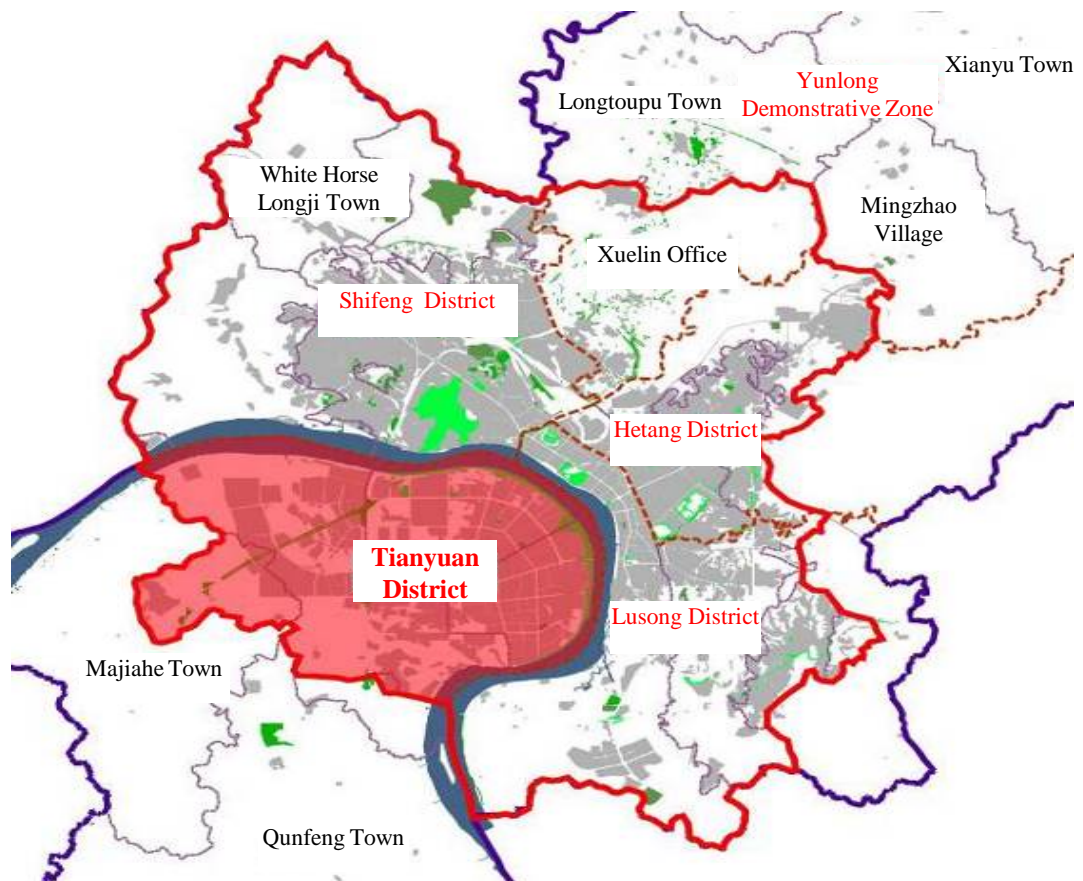 Xianyu Town
Yunlong
Demonstrative Zone
Longtoupu Town
White Horse
Longji Town
Mingzhao
Village
Xuelin Office
Shifeng District
Hetang District
Tianyuan
District
Lusong District
Majiahe Town
Qunfeng Town